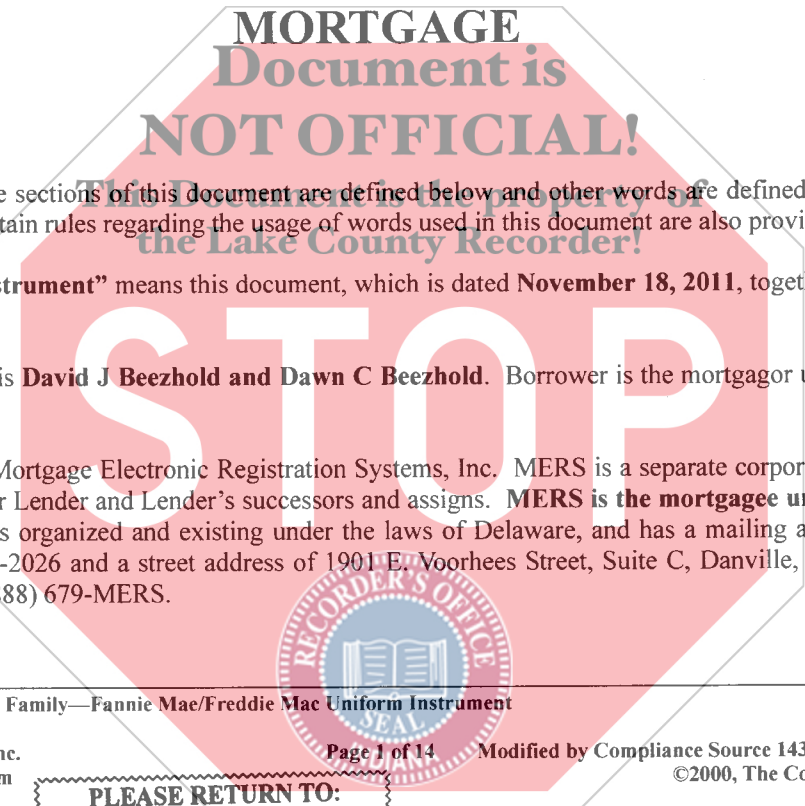 MORTGAGE
Document is
NOT OFFICIAL!
e sections of this document are defined below and other words are defined
This Document is the property of
tain rules regarding the usage of words used in this document are also provi
the Lake County Recorder!
strument” means this document, which is dated November 18, 2011, toget
STOP
is David J Beezhold and Dawn C Beezhold. Borrower is the mortgagor u
Mortgage Electronic Registration Systems, Inc. MERS is a separate corpor
r Lender and Lender’s successors and assigns. MERS is the mortgagee un
s organized and existing under the laws of Delaware, and has a mailing a
-2026 and a street address of 1901 E. Voorhees Street, Suite C, Danville,
88) 679-MERS.
RECORDER'S OFFICE
SEAL
INDIANA
Family—Fannie Mae/Freddie Mac Uniform Instrument
nc.
Page 1 of 14
Modified by Compliance Source 143
m
©2000, The Co
PLEASE RETURN TO: